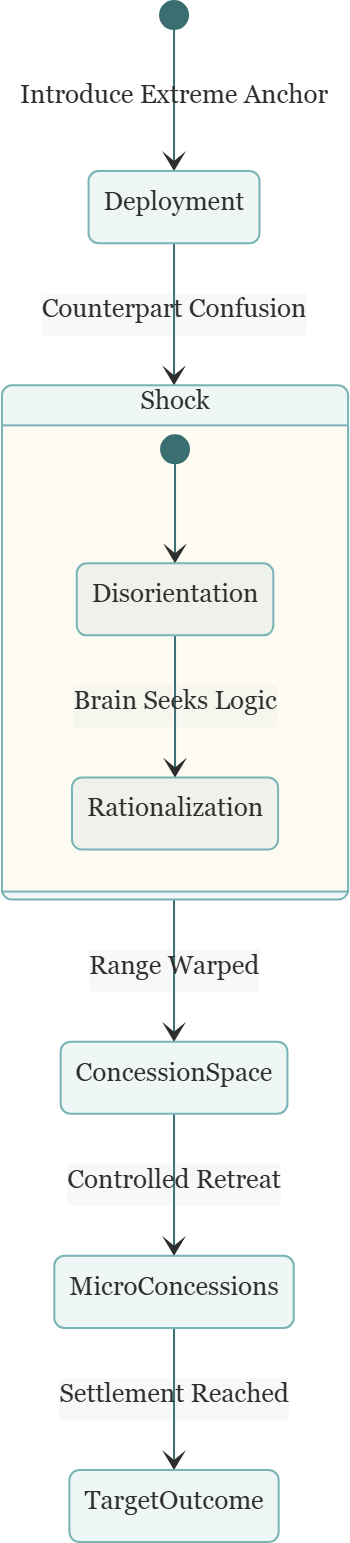 Introduce Extreme Anchor
Deployment
Counterpart Confusion
Shock
Disorientation
Brain Seeks Logic
Rationalization
Range Warped
ConcessionSpace
Controlled Retreat
MicroConcessions
Settlement Reached
TargetOutcome